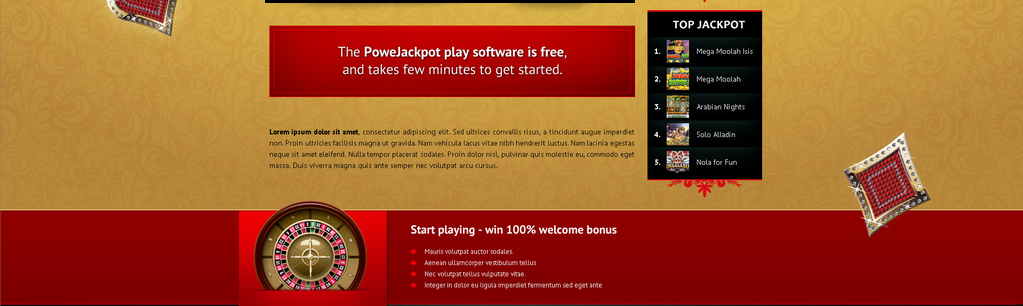 The PoweJackpot play software is free,
and takes few minutes to get started.
Lorem ipsum dolor sit amet, consectetur adipiscing elit. Sed ultrices convallis risus, a tincidunt augue imperdiet
non. Proin ultricies facilisis magna ut gravida. Nam vehicula lacus vitae nibh hendrerit luctus. Nam lacinia egestas
neque sit amet eleifend. Nulla tempor placerat sodales. Proin dolor nisl, pulvinar quis molestie eu, commodo eget
massa. Duis viverra magna quis ante semper nec volutpat arcu cursus.
TOP JACKPOT
1. Mega Moolah Isis
2. Mega Moolah
3. Arabian Nights
4. Solo Alladin
5. Nola for Fun
Start playing - win 100% welcome bonus
Mauris volutpat auctor sodales.
Aenean ullamcorper vestibulum tellus
Nec volutpat tellus vulputate vitae.
Integer in dolor eu ligula imperdiet fermentum sed eget ante